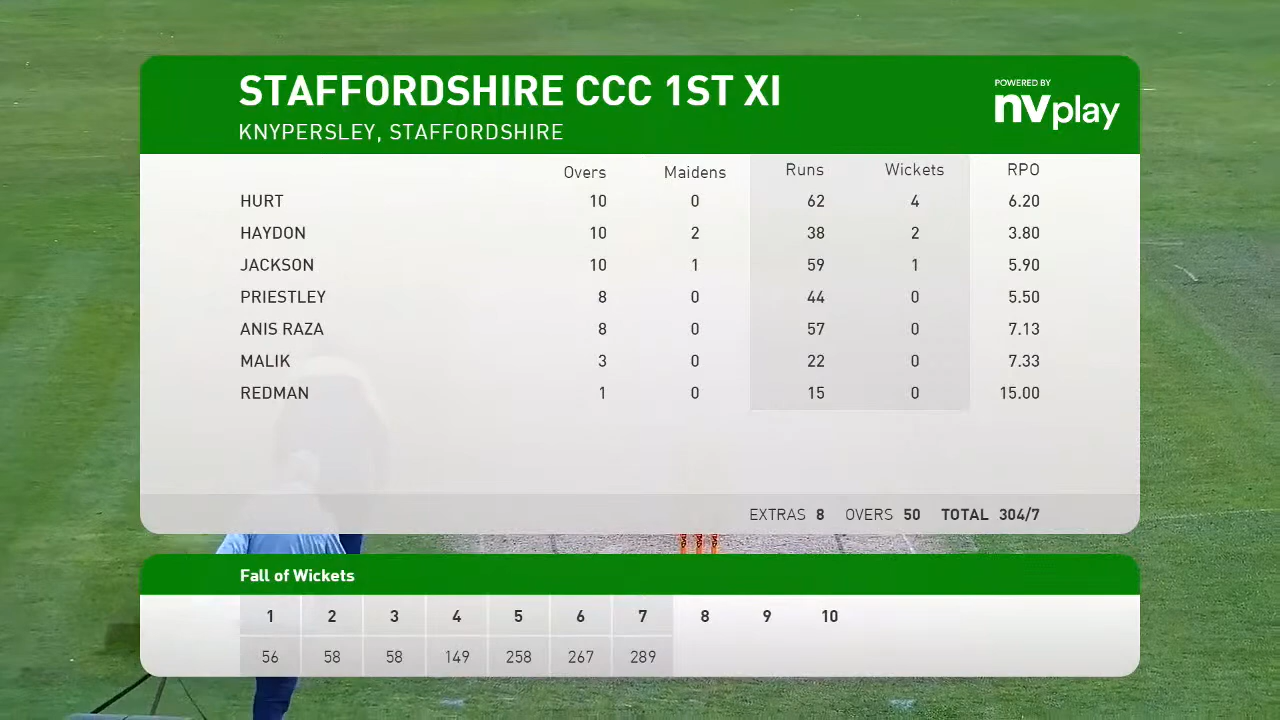 STAFFORDSHIRE CCC 1ST XI
KNYPERSLEY, STAFFORDSHIRE
POWERED BY
nvplay
Overs Maidens Runs Wickets RPO
HURT 10 0 62 4 6.20
HAYDON 10 2 38 2 3.80
JACKSON 10 1 59 1 5.90
PRIESTLEY 8 0 44 0 5.50
ANIS RAZA 8 0 57 0 7.13
MALIK 3 0 22 0 7.33
REDMAN 1 0 15 0 15.00
EXTRAS 8 OVERS 50 TOTAL 304/7
Fall of Wickets
1 2 3 4 5 6 7 8 9 10
56 58 58 149 258 267 289